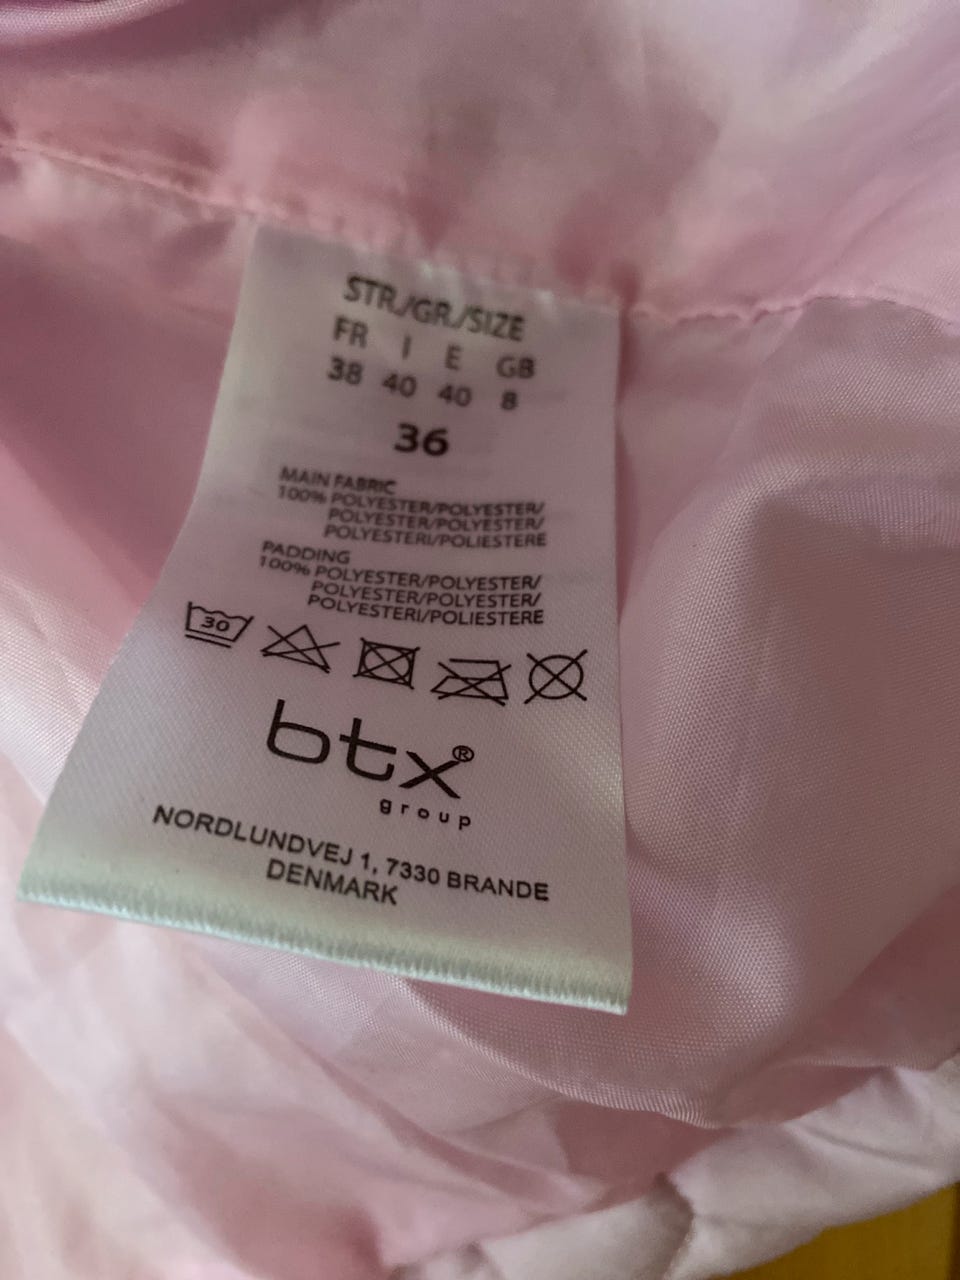 STR./GR./SIZE
FR I E GB
38 40 40 8
36
MAIN FABRIC
100% POLYESTER/POLYESTER/
POLYESTER/POLYESTER/
POLYESTERI/POLIESTERE
PADDING
100% POLYESTER/POLYESTER/
POLYESTER/POLYESTER/
POLYESTERI/POLIESTERE
30
btx®
group
NORDLUNDVEJ 1, 7330 BRANDE
DENMARK